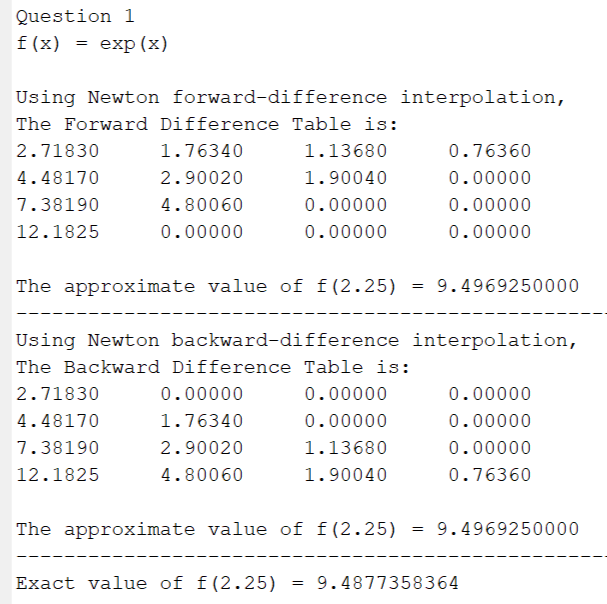 Question 1
f(x) = exp(x)
Using Newton forward-difference interpolation,
The Forward Difference Table is:
2.71830 1.76340 1.13680 0.76360
4.48170 2.90020 1.90040 0.00000
7.38190 4.80060 0.00000 0.00000
12.1825 0.00000 0.00000 0.00000
The approximate value of f(2.25) = 9.4969250000
--------------------------------------------------
Using Newton backward-difference interpolation,
The Backward Difference Table is:
2.71830 0.00000 0.00000 0.00000
4.48170 1.76340 0.00000 0.00000
7.38190 2.90020 1.13680 0.00000
12.1825 4.80060 1.90040 0.76360
The approximate value of f(2.25) = 9.4969250000
--------------------------------------------------
Exact value of f(2.25) = 9.4877358364